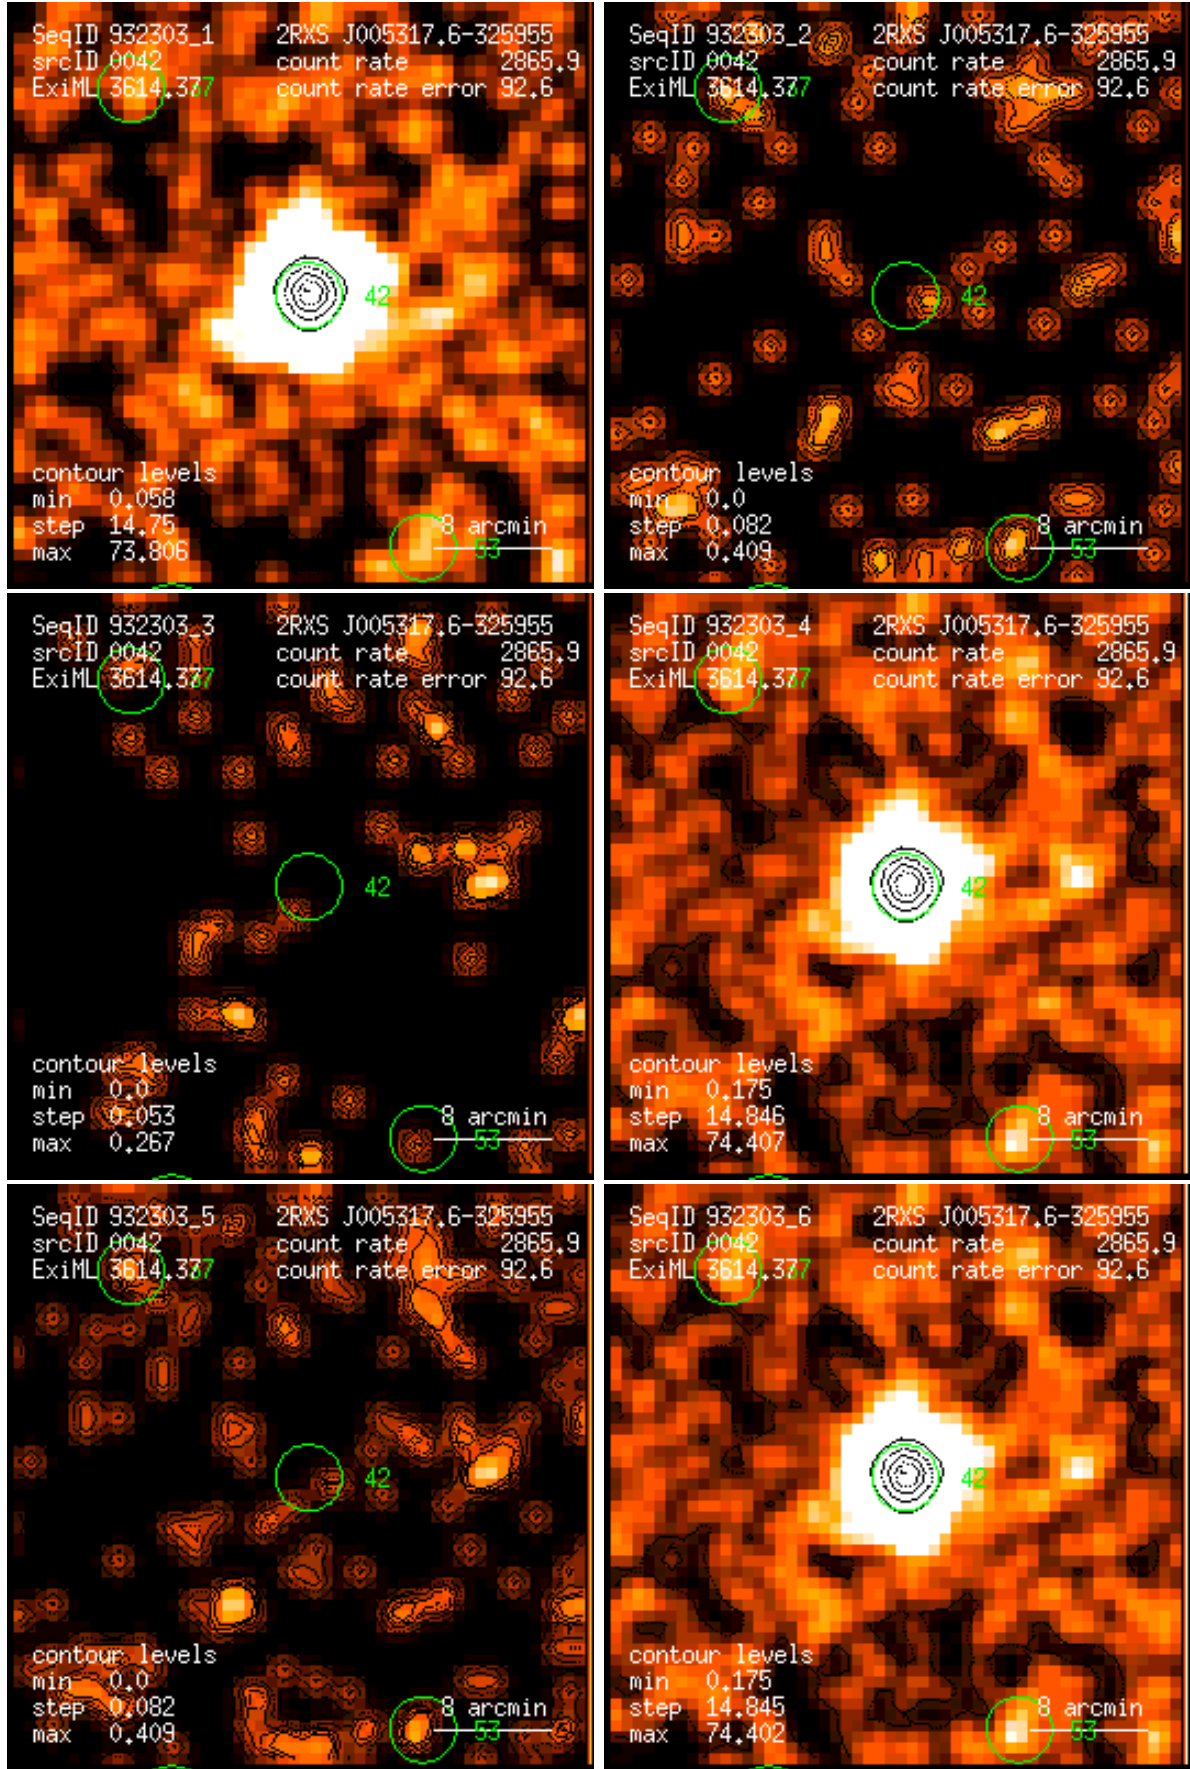 SeqID 932303_1 2RXS J005317.6-325955
srcID 0042 count rate 2865.9
ExiML 3614.337 count rate error 92.6
42
contour levels
min 0.058
step 14.75 8 arcmin
max 73.806 53
SeqID 932303_2 2RXS J005317.6-325955
srcID 0042 count rate 2865.9
ExiML 3614.337 count rate error 92.6
42
contour levels
min 0.0
step 0.082 8 arcmin
max 0.409 53
SeqID 932303_3 2RXS J005317.6-325955
srcID 0042 count rate 2865.9
ExiML 3614.337 count rate error 92.6
42
contour levels
min 0.0
step 0.053 8 arcmin
max 0.267 53
SeqID 932303_4 2RXS J005317.6-325955
srcID 0042 count rate 2865.9
ExiML 3614.337 count rate error 92.6
42
contour levels
min 0.175
step 14.846 8 arcmin
max 74.407 53
SeqID 932303_5 2RXS J005317.6-325955
srcID 0042 count rate 2865.9
ExiML 3614.337 count rate error 92.6
42
contour levels
min 0.0
step 0.082 8 arcmin
max 0.409 53
SeqID 932303_6 2RXS J005317.6-325955
srcID 0042 count rate 2865.9
ExiML 3614.337 count rate error 92.6
42
contour levels
min 0.175
step 14.845 8 arcmin
max 74.402 53